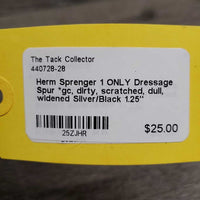 The Tack Collector
440728-28
Herm Sprenger 1 ONLY Dressage
Spur *gc, dirty, scratched, dull,
widened Silver/Black 1.25"
$25.00
25ZJHR